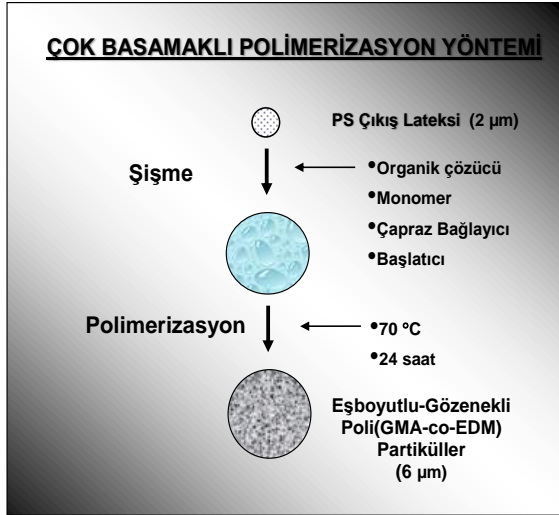 ÇOK BASAMAKLI POLİMERİZASYON YÖNTEMİ
PS Çıkış Lateksi (2 µm)
Şişme
•Organik çözücü
•Monomer
•Çapraz Bağlayıcı
•Başlatıcı
Polimerizasyon
•70 ºC
•24 saat
Eşboyutlu-Gözenekli
Poli(GMA-co-EDM)
Partiküller
(6 µm)